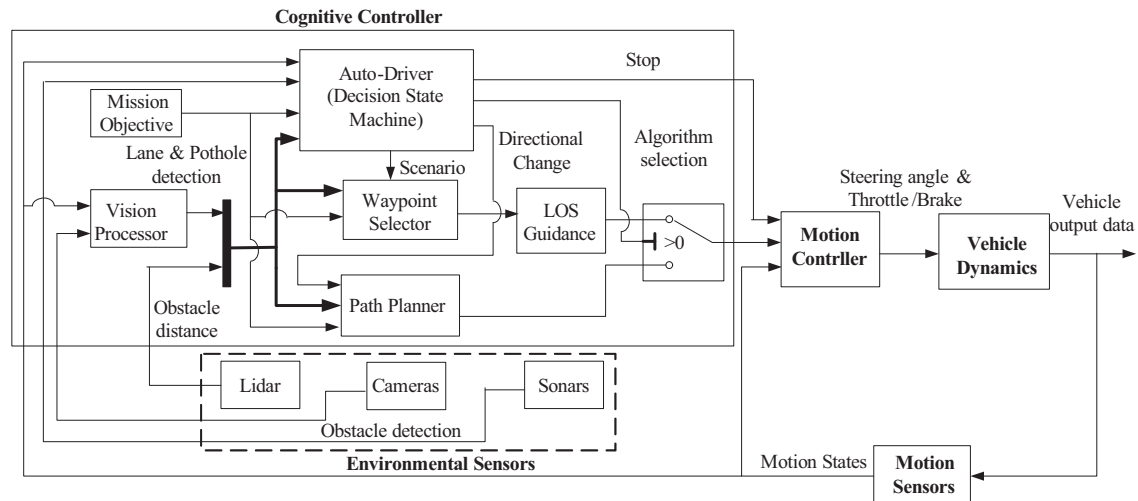 Cognitive Controller
Auto-Driver
(Decision State
Machine)
Stop
Mission
Objective
Lane & Pothole
detection
Directional
Change
Algorithm
selection
Scenario
Vision
Processor
Waypoint
Selector
LOS
Guidance
>0
Steering angle &
Throttle/Brake
Vehicle
output data
Motion
Contrller
Vehicle
Dynamics
Obstacle
distance
Path Planner
Lidar
Cameras
Sonars
Obstacle detection
Environmental Sensors
Motion States
Motion
Sensors